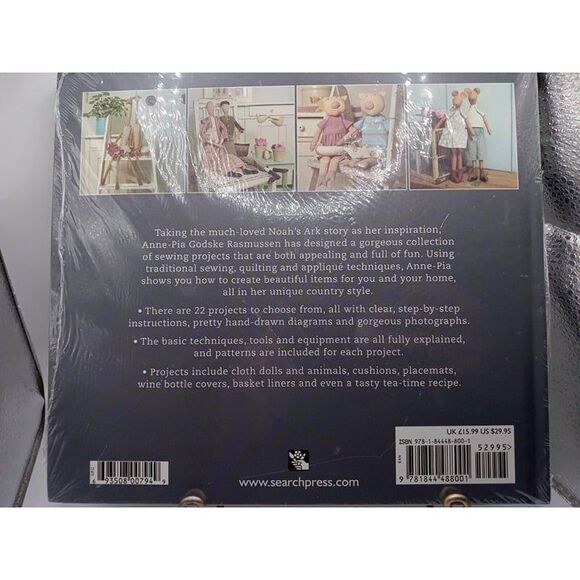 Taking the much-loved Noah's Ark story as her inspiration,
Anne-Pia Godske Rasmussen has designed a gorgeous collection
of sewing projects that are both appealing and full of fun. Using
traditional sewing, quilting and appliqué techniques, Anne-Pia
shows you how to create beautiful items for you and your home,
all in her unique country style.
• There are 22 projects to choose from, all with clear, step-by-step
instructions, pretty hand-drawn diagrams and gorgeous photographs.
• The basic techniques, tools and equipment are all fully explained,
and patterns are included for each project.
• Projects include cloth dolls and animals, cushions, placemats,
wine bottle covers, basket liners and even a tasty tea-time recipe.
UK £15.99 US $29.95
ISBN 978-1-84448-800-1
52995>
EAN
9 781844 488001
6 93508 00794 9
www.searchpress.com